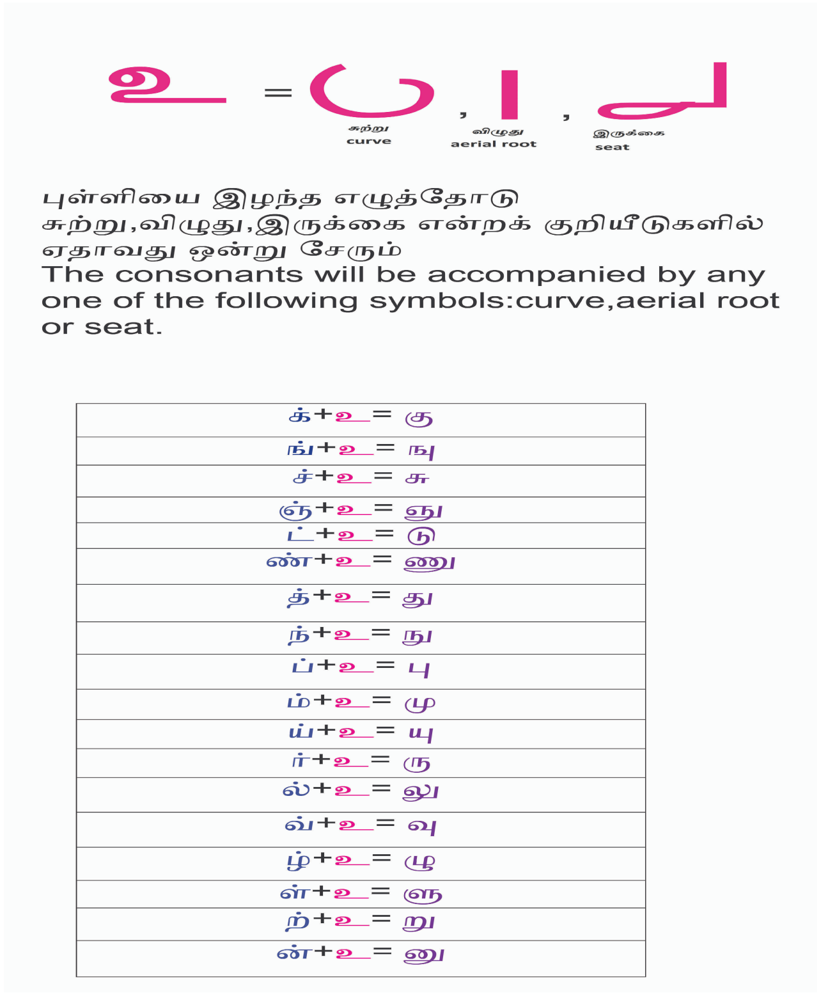 உ = ‿ , ı , ـ
சுற்று விழுது இருக்கை
curve aerial root seat
புள்ளியை இழந்த எழுத்தோடு
சுற்று,விழுது,இருக்கை என்றக் குறியீடுகளில்
ஏதாவது ஒன்று சேரும்
The consonants will be accompanied by any
one of the following symbols:curve,aerial root
or seat.
க்+உ= கு
ங்+உ= ஙு
ச்+உ= சு
ஞ்+உ= ஞு
ட்+உ= டு
ண்+உ= ணு
த்+உ= து
ந்+உ= நு
ப்+உ= பு
ம்+உ= மு
ய்+உ= யு
ர்+உ= ரு
ல்+உ= லு
வ்+உ= வு
ழ்+உ= ழு
ள்+உ= ளு
ற்+உ= று
ன்+உ= னு